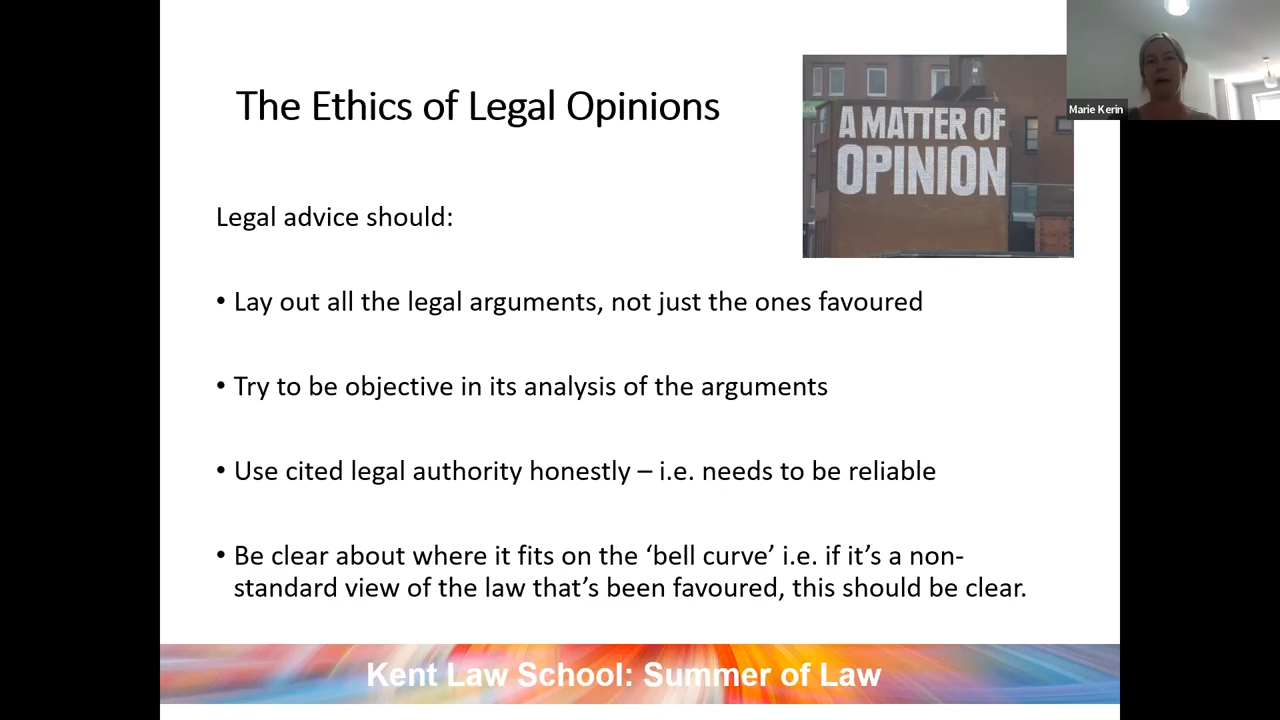 The Ethics of Legal Opinions
A MATTER OF
OPINION
Marie Kerin
Legal advice should:
• Lay out all the legal arguments, not just the ones favoured
• Try to be objective in its analysis of the arguments
• Use cited legal authority honestly – i.e. needs to be reliable
• Be clear about where it fits on the ‘bell curve’ i.e. if it’s a non-
standard view of the law that’s been favoured, this should be clear.
Kent Law School: Summer of Law